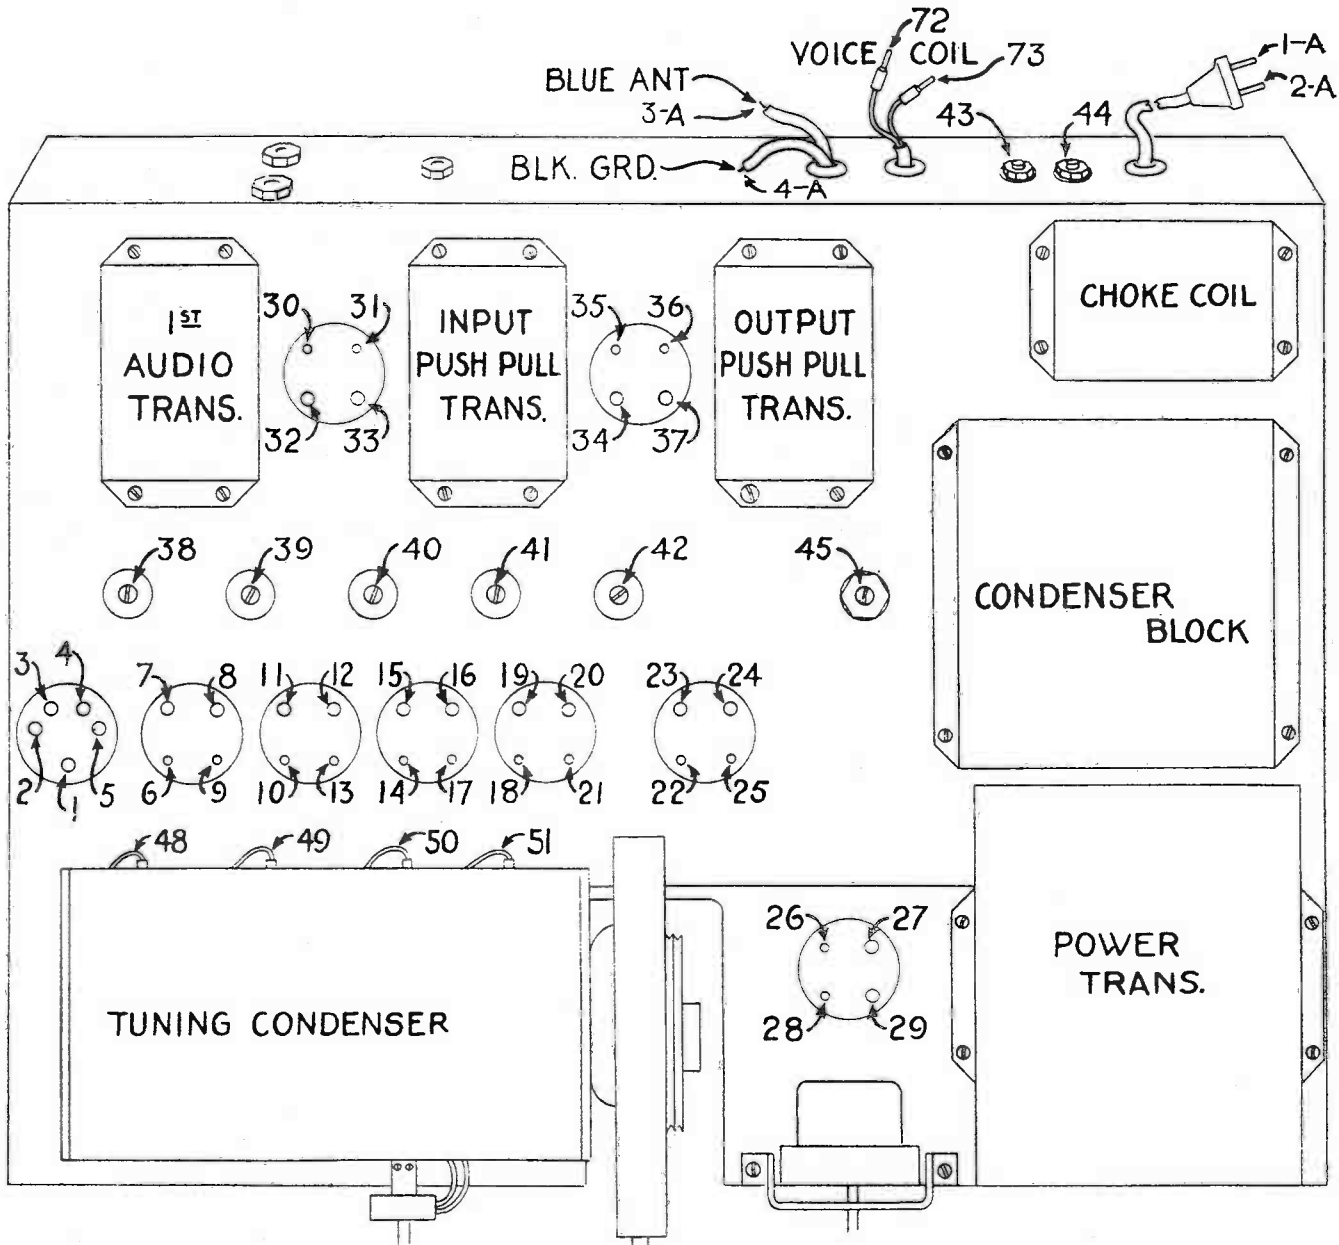 72
VOICE COIL 73
1-A
2-A
BLUE ANT
3-A
43 44
BLK. GRD.
4-A
1ST
AUDIO
TRANS.
30 31
32 33
INPUT
PUSH PULL
TRANS.
35 36
34 37
OUTPUT
PUSH PULL
TRANS.
CHOKE COIL
38 39 40 41 42 45
CONDENSER
BLOCK
3 4 7 8 11 12 15 16 19 20 23 24
2 1 5 6 9 10 13 14 17 18 21 22 25
48 49 50 51
26 27
28 29
TUNING CONDENSER
POWER
TRANS.